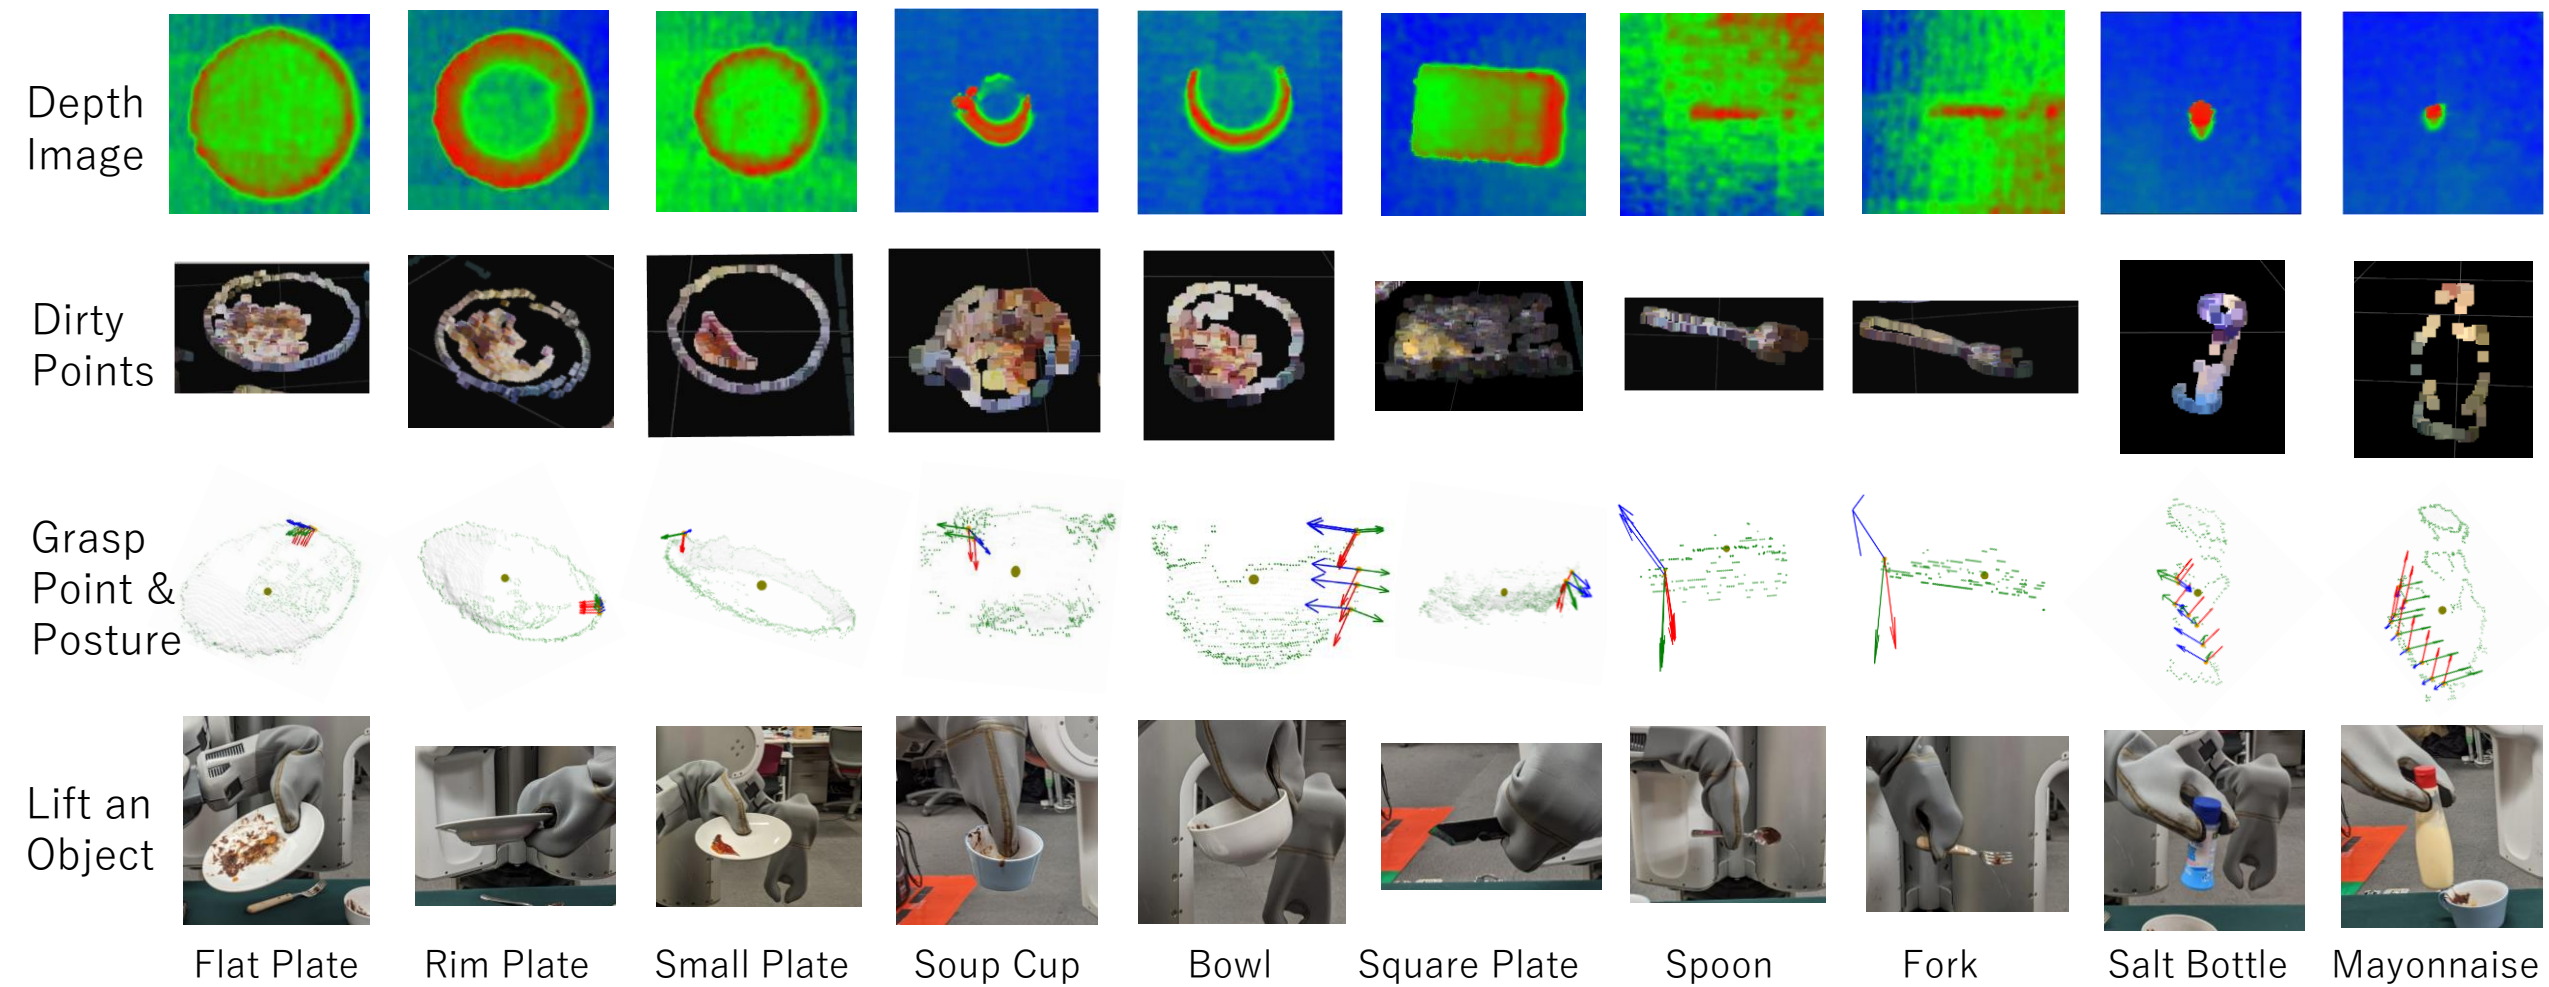 Depth
Image
Dirty
Points
Grasp
Point &
Posture
Lift an
Object
Flat Plate
Rim Plate
Small Plate
Soup Cup
Bowl
Square Plate
Spoon
Fork
Salt Bottle
Mayonnaise